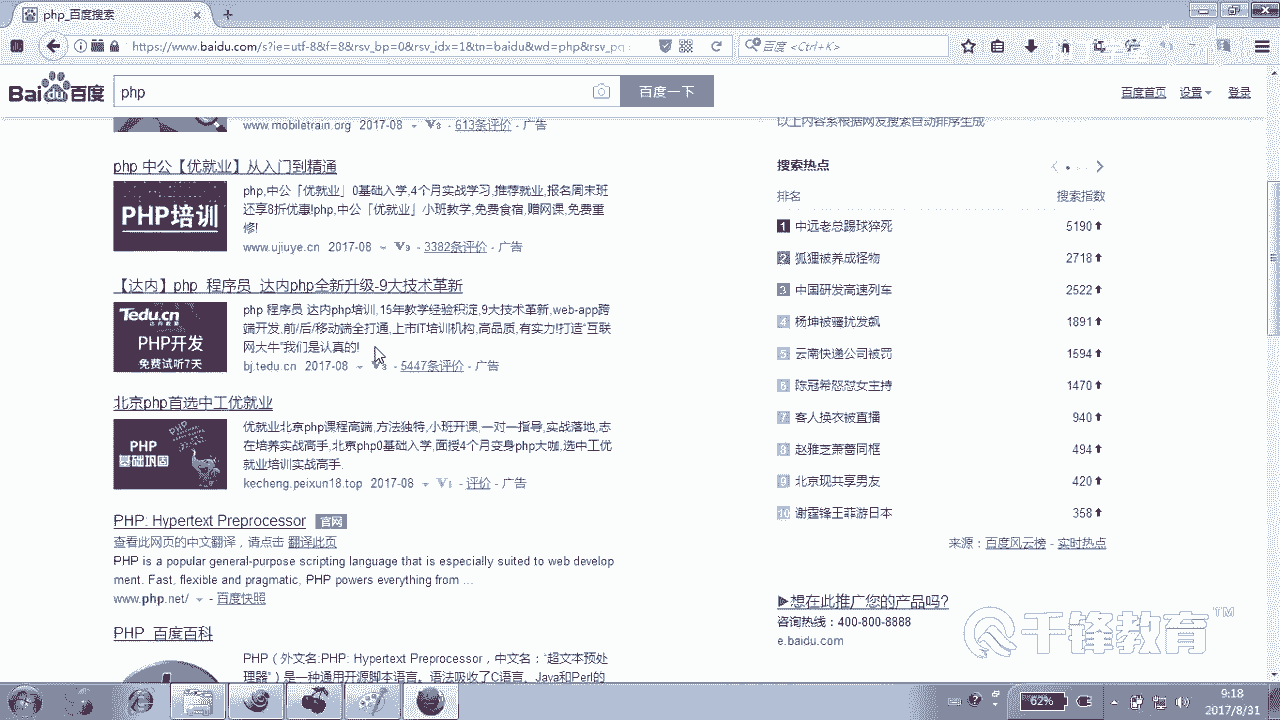 php_百度搜索
https://www.baidu.com/s?ie=utf-8&f=8&rsv_bp=0&rsv_idx=1&tn=baidu&wd=php&rsv_pq
百度 <Ctrl+K>
Bai du 百度
php
百度一下
百度首页 设置 登录
www.mobiletrain.org 2017-08 - V3 - 613条评价 - 广告
php 中公【优就业】从入门到精通
PHP培训
php,中公「优就业」0基础入学,4个月实战学习,推荐就业,报名周末班
还享8折优惠!php,中公「优就业」小班教学,免费食宿,赠网课,免费重
修!
www.ujiuye.cn 2017-08 - V3 - 3382条评价 - 广告
【达内】php 程序员 达内php全新升级-9大技术革新
Tedu.cn
达内教育
PHP开发
免费试听7天
php 程序员 达内php培训,15年教学经验积淀,9大技术革新,web-app跨
端开发,前/后/移动端全打通,上市IT培训机构,高品质,有实力!打造"互联
网大牛"我们是认真的!
bj.tedu.cn 2017-08 - 5447条评价 - 广告
北京php首选中工优就业
PHP
PHP
基础巩固
优就业北京php课程高端,方法独特,小班开课,一对一指导,实战落地,志
在培养实战高手.北京php0基础入学,面授4个月变身php大咖,选中工优
就业培训实战高手.
kecheng.peixun18.top 2017-08 - V1 - 评价 - 广告
PHP: Hypertext Preprocessor 官网
查看此网页的中文翻译，请点击 翻译此页
PHP is a popular general-purpose scripting language that is especially suited to web develop
ment. Fast, flexible and pragmatic, PHP powers everything from ...
www.php.net/ - 百度快照
PHP_百度百科
PHP（外文名:PHP: Hypertext Preprocessor，中文名："超文本预处
理器"）是一种通用开源脚本语言。语法吸收了C语言、Java和Perl的
以上内容系根据网友搜索自动排序生成
搜索热点
排名 搜索指数
1 中远老总踢球猝死 5190
2 狐狸被养成怪物 2718
3 中国研发高速列车 2522
4 杨坤被骚扰发飙 1891
5 云南快递公司被罚 1594
6 陈冠希怒怼女主持 1470
7 客人换衣被直播 940
8 赵雅芝萧蔷同框 494
9 北京现共享男友 420
10 谢霆锋王菲游日本 358
来源：百度风云榜 - 实时热点
想在此推广您的产品吗?
咨询热线：400-800-8888
e.baidu.com
千锋教育™
62%
9:18
2017/8/31